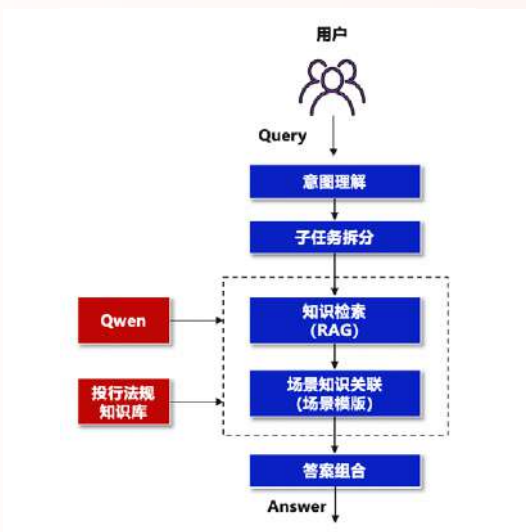 用户
Query
意图理解
子任务拆分
Qwen
知识检索
(RAG)
投行法规
知识库
场景知识关联
(场景模版)
答案组合
Answer